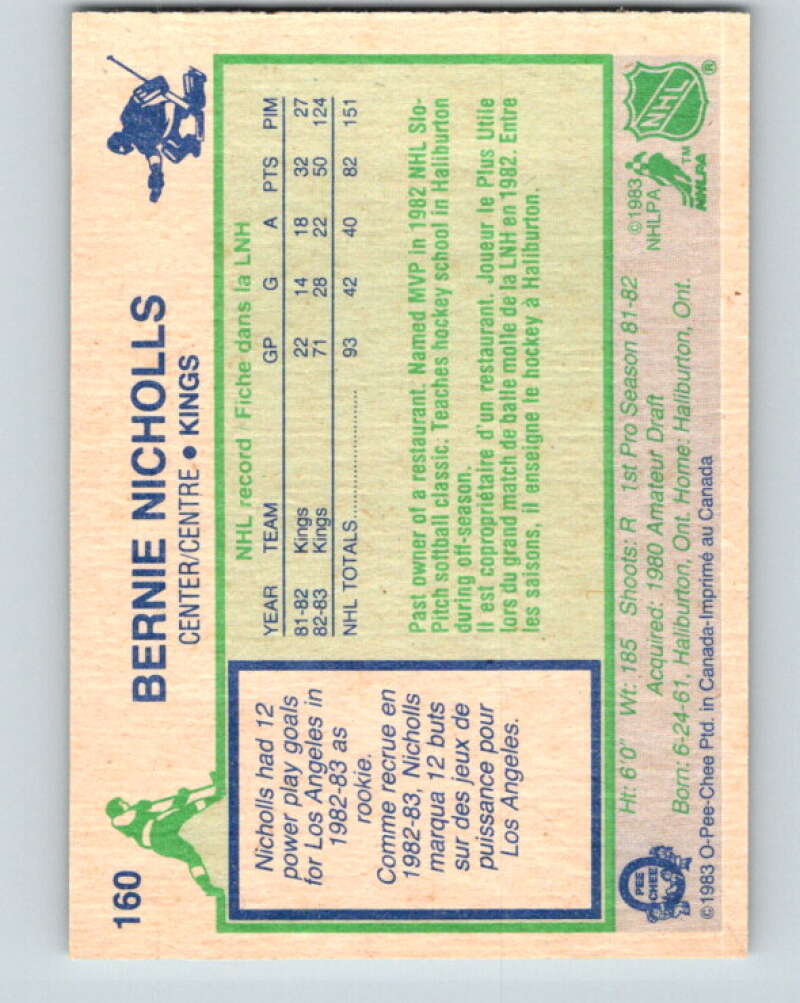 160
BERNIE NICHOLLS
CENTER/CENTRE • KINGS
Nicholls had 12
power play goals
for Los Angeles in
1982-83 as
rookie.
Comme recrue en
1982-83, Nicholls
marqua 12 buts
sur des jeux de
puissance pour
Los Angeles.
NHL record / Fiche dans la LNH
YEAR TEAM GP G A PTS PIM
81-82 Kings 22 14 18 32 27
82-83 Kings 71 28 22 50 124
NHL TOTALS.................... 93 42 40 82 151
Past owner of a restaurant. Named MVP in 1982 NHL Slo-
Pitch softball classic. Teaches hockey school in Haliburton
during off-season.
Il est copropriétaire d'un restaurant. Joueur le Plus Utile
lors du grand match de balle molle de la LNH en 1982. Entre
les saisons, il enseigne le hockey à Haliburton.
Ht: 6'0" Wt: 185 Shoots: R 1st Pro Season 81-82
Acquired: 1980 Amateur Draft
Born: 6-24-61, Haliburton, Ont. Home: Haliburton, Ont.
©1983 O-Pee-Chee Ptd. in Canada-Imprimé au Canada
O
PEE
CHEE
©1983
NHLPA
NHLPA
TM
NHL
®